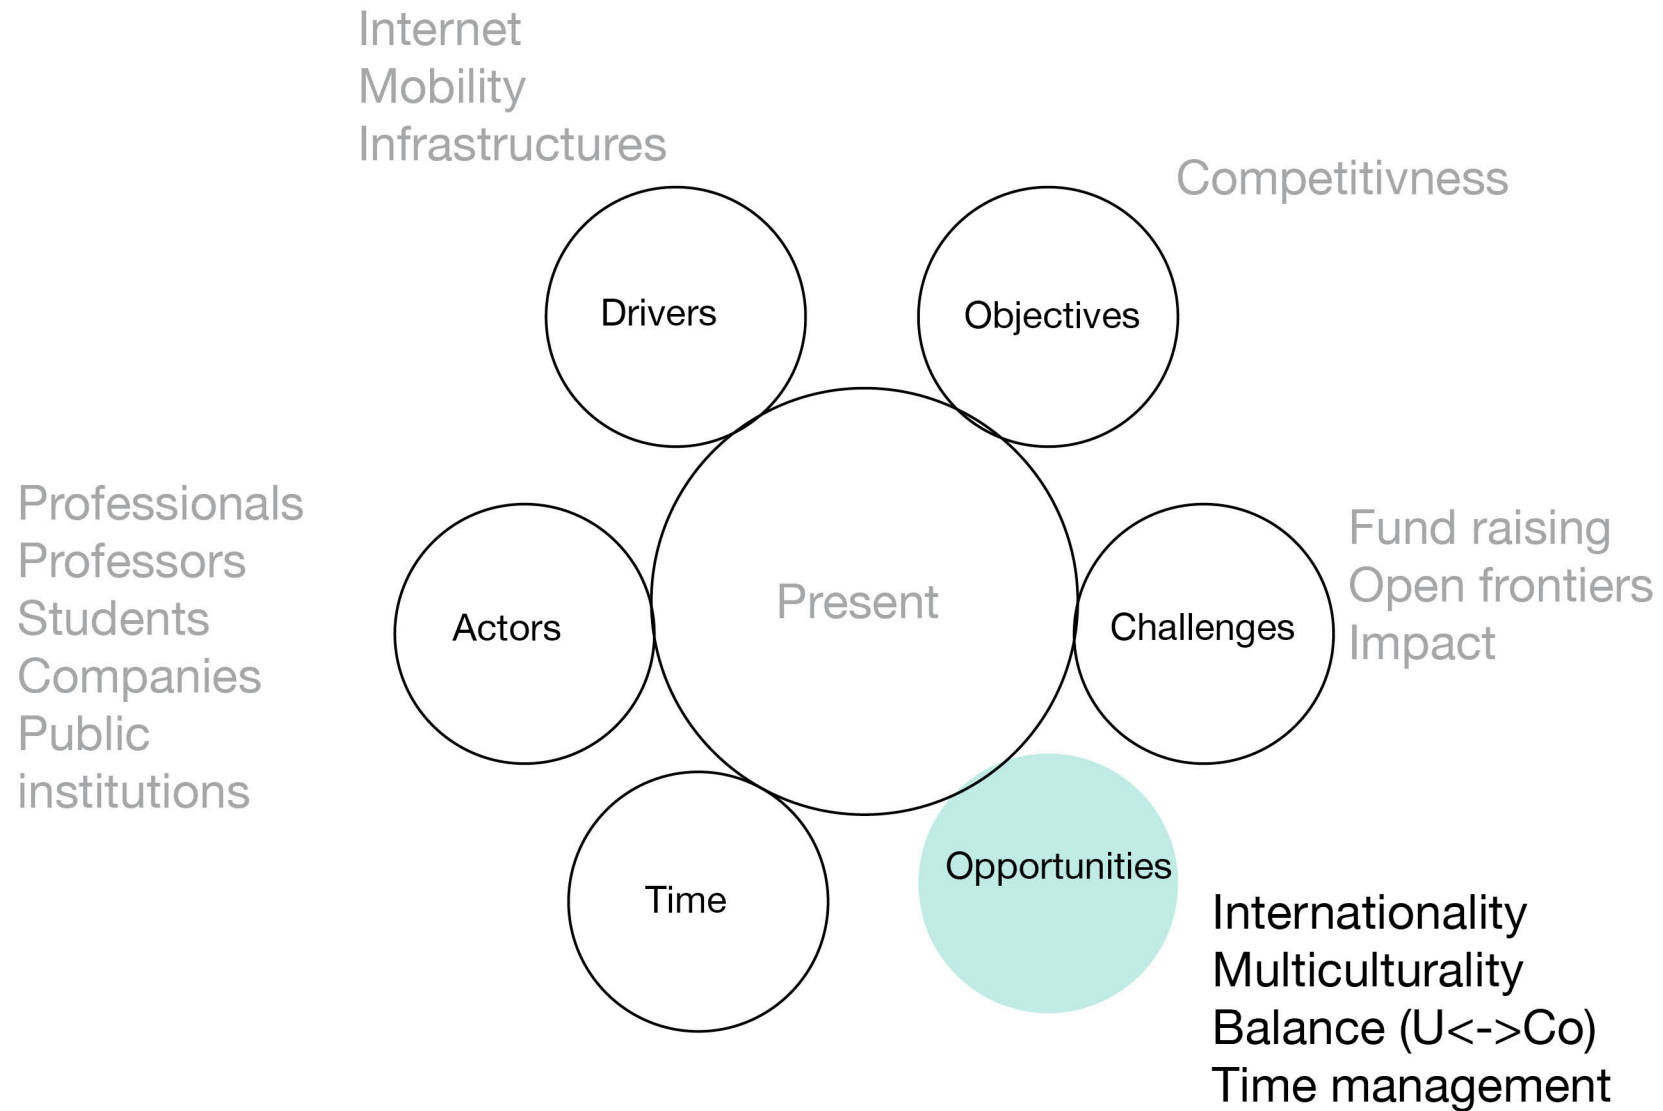 Internet
Mobility
Infrastructures
Competitivness
Drivers
Objectives
Professionals
Professors
Students
Companies
Public
institutions
Actors
Present
Challenges
Fund raising
Open frontiers
Impact
Time
Opportunities
Internationality
Multiculturality
Balance (U<->Co)
Time management